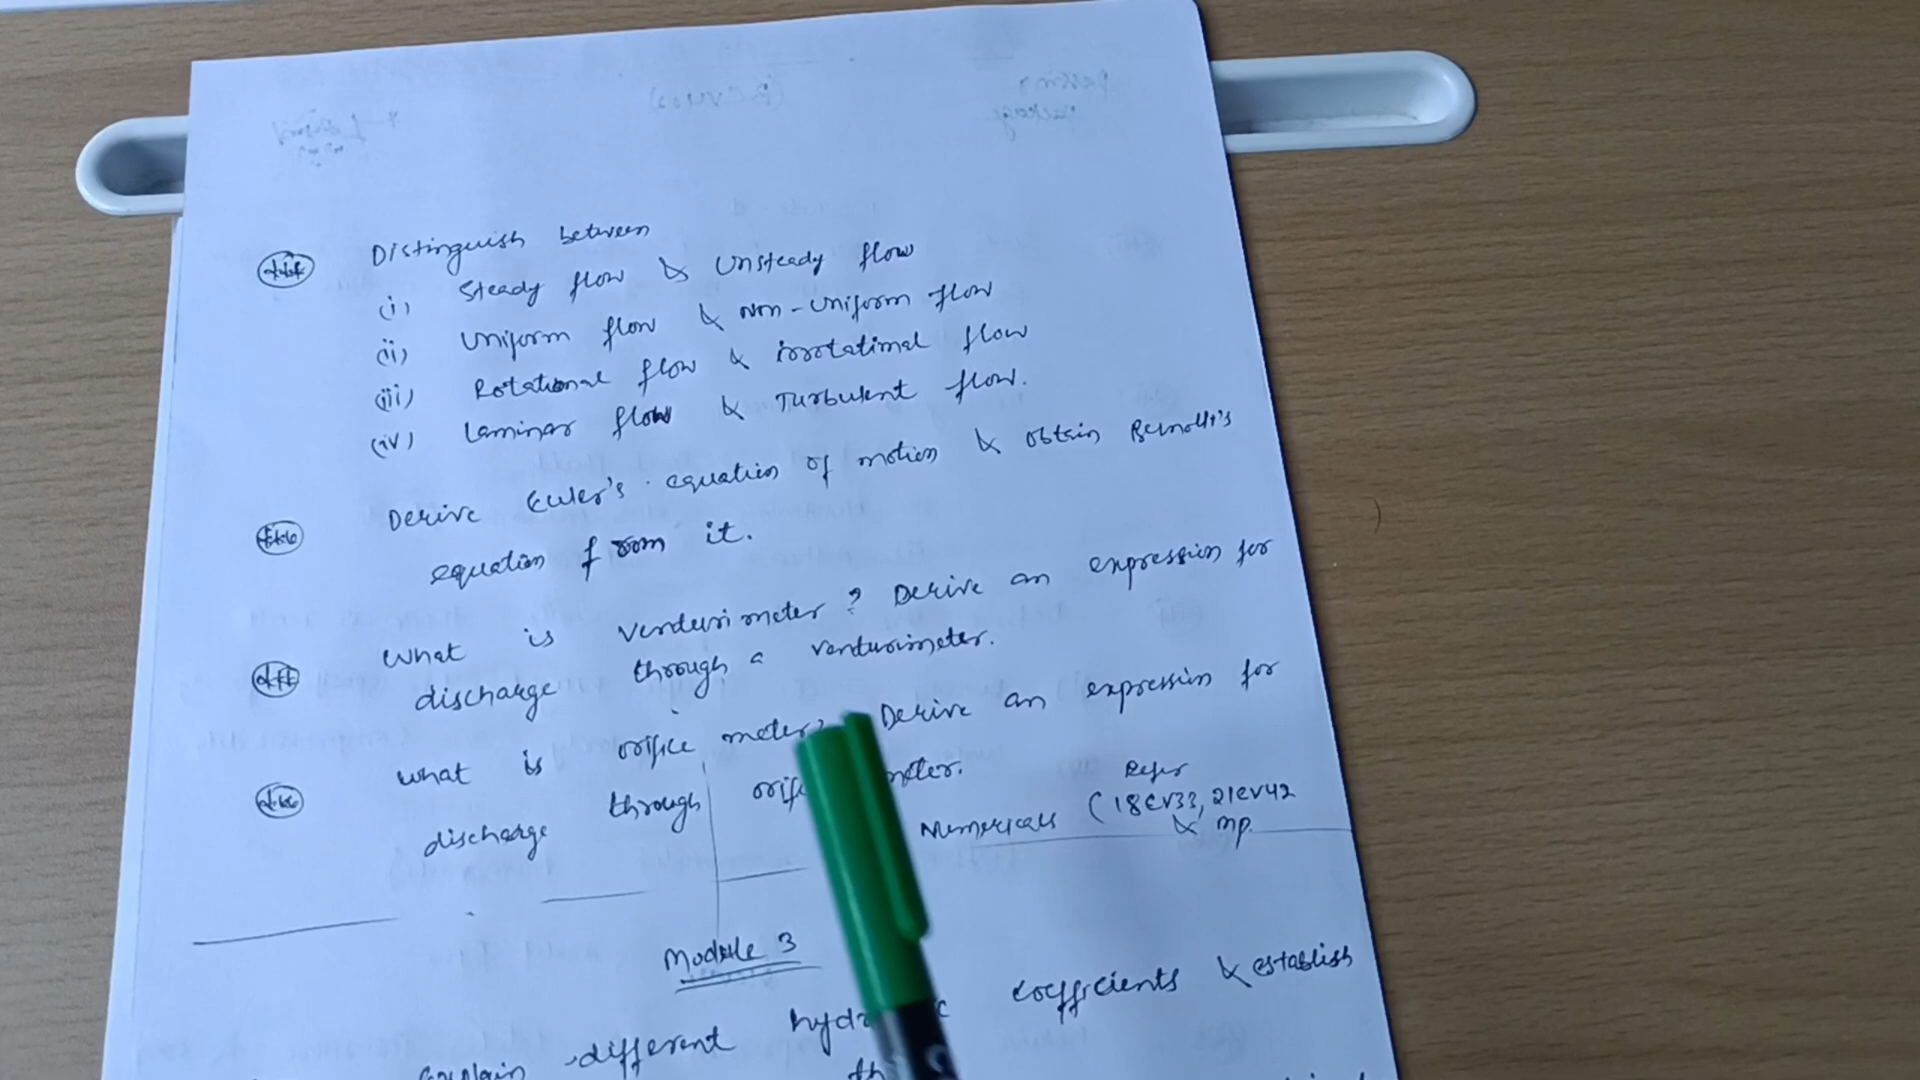 Distinguish between
(i) Steady flow & Unsteady flow
(ii) Uniform flow & Non-Uniform flow
(iii) Rotational flow & irrotational flow
(iv) Laminar flow & Turbulent flow.
Derive Euler's equation of motion & obtain
equation from it.
What is venturimeter? Derive an expression for
discharge through a venturimeter.
What is orifice meter? Derive an expression for
discharge through meter.
Refer
Numericals (18CV33, 21CV42
& mp.
Module 3
different coefficients & establish